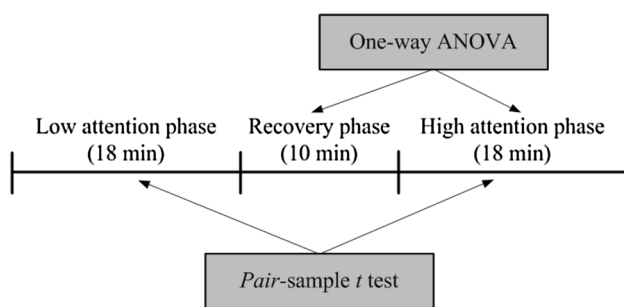 One-way ANOVA
Low attention phase
(18 min)
Recovery phase
(10 min)
High attention phase
(18 min)
Pair-sample t test